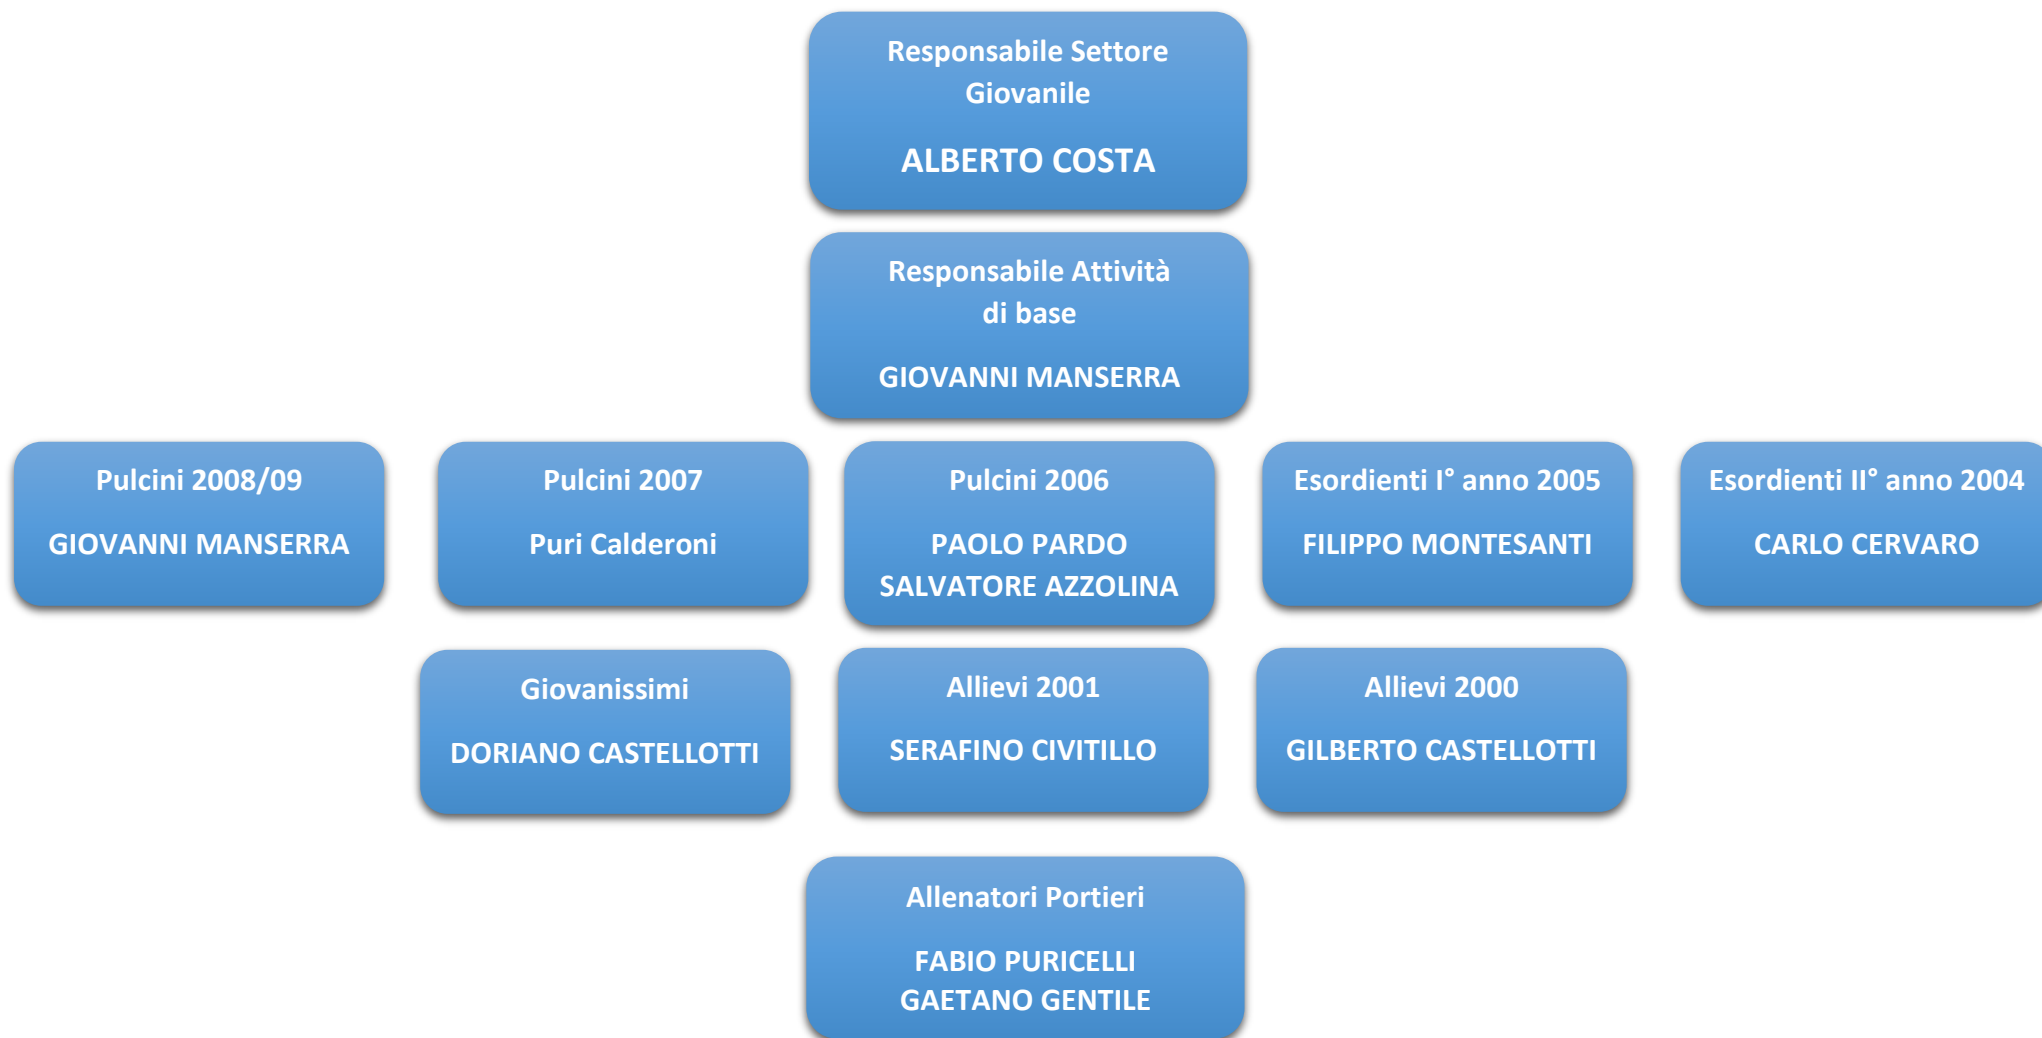 Responsabile Settore
Giovanile
ALBERTO COSTA
Responsabile Attività
di base
GIOVANNI MANSERRA
Pulcini 2008/09
GIOVANNI MANSERRA
Pulcini 2007
Puri Calderoni
Pulcini 2006
PAOLO PARDO
SALVATORE AZZOLINA
Esordienti I° anno 2005
FILIPPO MONTESANTI
Esordienti II° anno 2004
CARLO CERVARO
Giovanissimi
DORIANO CASTELLOTTI
Allievi 2001
SERAFINO CIVITILLO
Allievi 2000
GILBERTO CASTELLOTTI
Allenatori Portieri
FABIO PURICELLI
GAETANO GENTILE